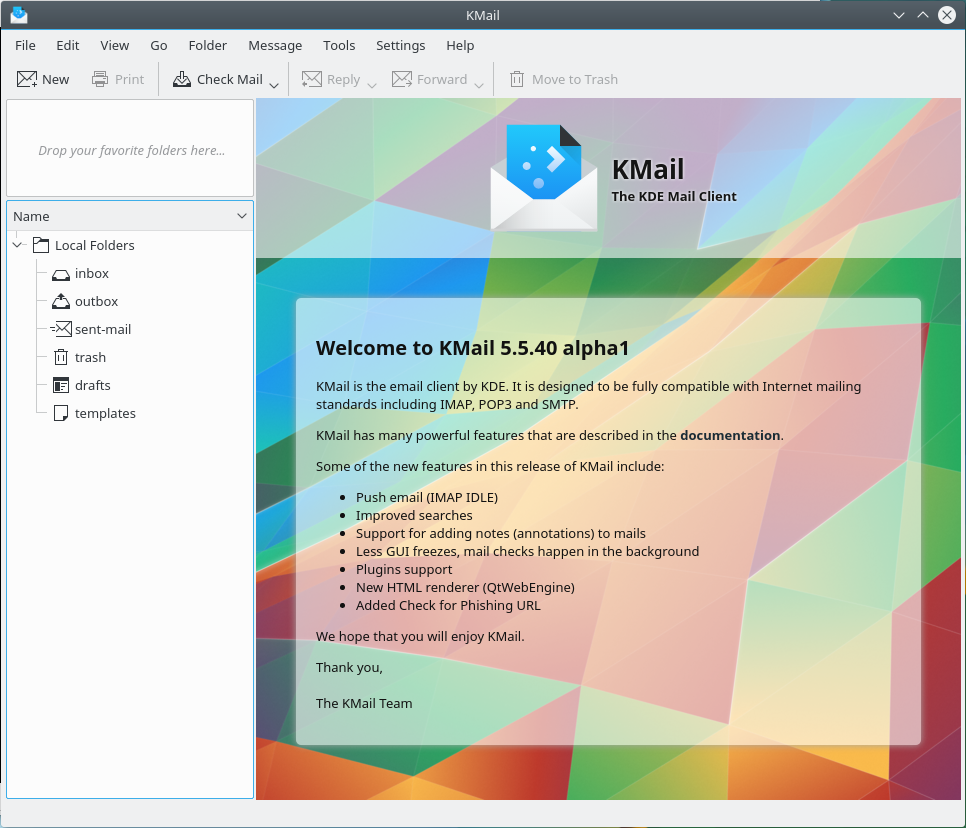 KMail
File Edit View Go Folder Message Tools Settings Help
New Print Check Mail Reply Forward Move to Trash
Drop your favorite folders here...
Name
Local Folders
inbox
outbox
sent-mail
trash
drafts
templates
KMail
The KDE Mail Client
Welcome to KMail 5.5.40 alpha1
KMail is the email client by KDE. It is designed to be fully compatible with Internet mailing
standards including IMAP, POP3 and SMTP.
KMail has many powerful features that are described in the documentation.
Some of the new features in this release of KMail include:
• Push email (IMAP IDLE)
• Improved searches
• Support for adding notes (annotations) to mails
• Less GUI freezes, mail checks happen in the background
• Plugins support
• New HTML renderer (QtWebEngine)
• Added Check for Phishing URL
We hope that you will enjoy KMail.
Thank you,
The KMail Team